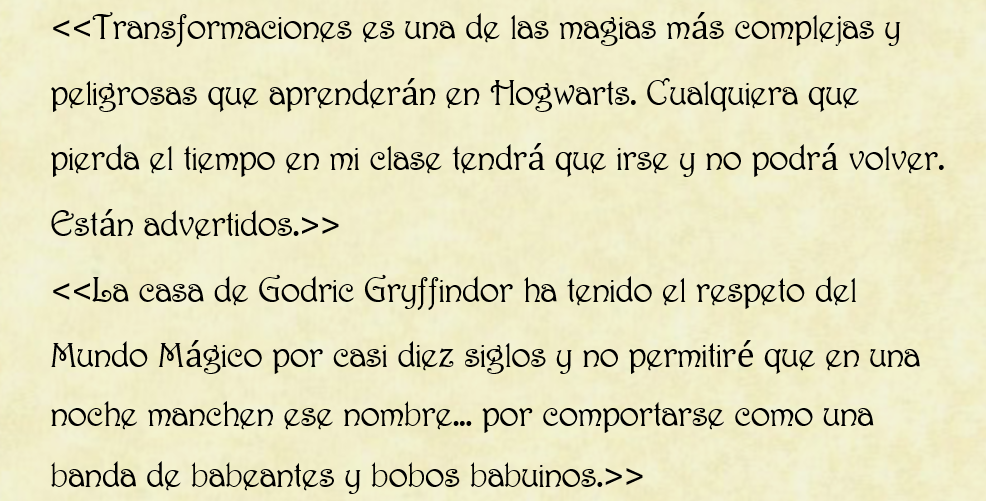 <<Transformaciones es una de las magias más complejas y
peligrosas que aprenderán en Hogwarts. Cualquiera que
pierda el tiempo en mi clase tendrá que irse y no podrá volver.
Están advertidos.>>
<<La casa de Godric Gryffindor ha tenido el respeto del
Mundo Mágico por casi diez siglos y no permitiré que en una
noche manchen ese nombre... por comportarse como una
banda de babeantes y bobos babuinos.>>